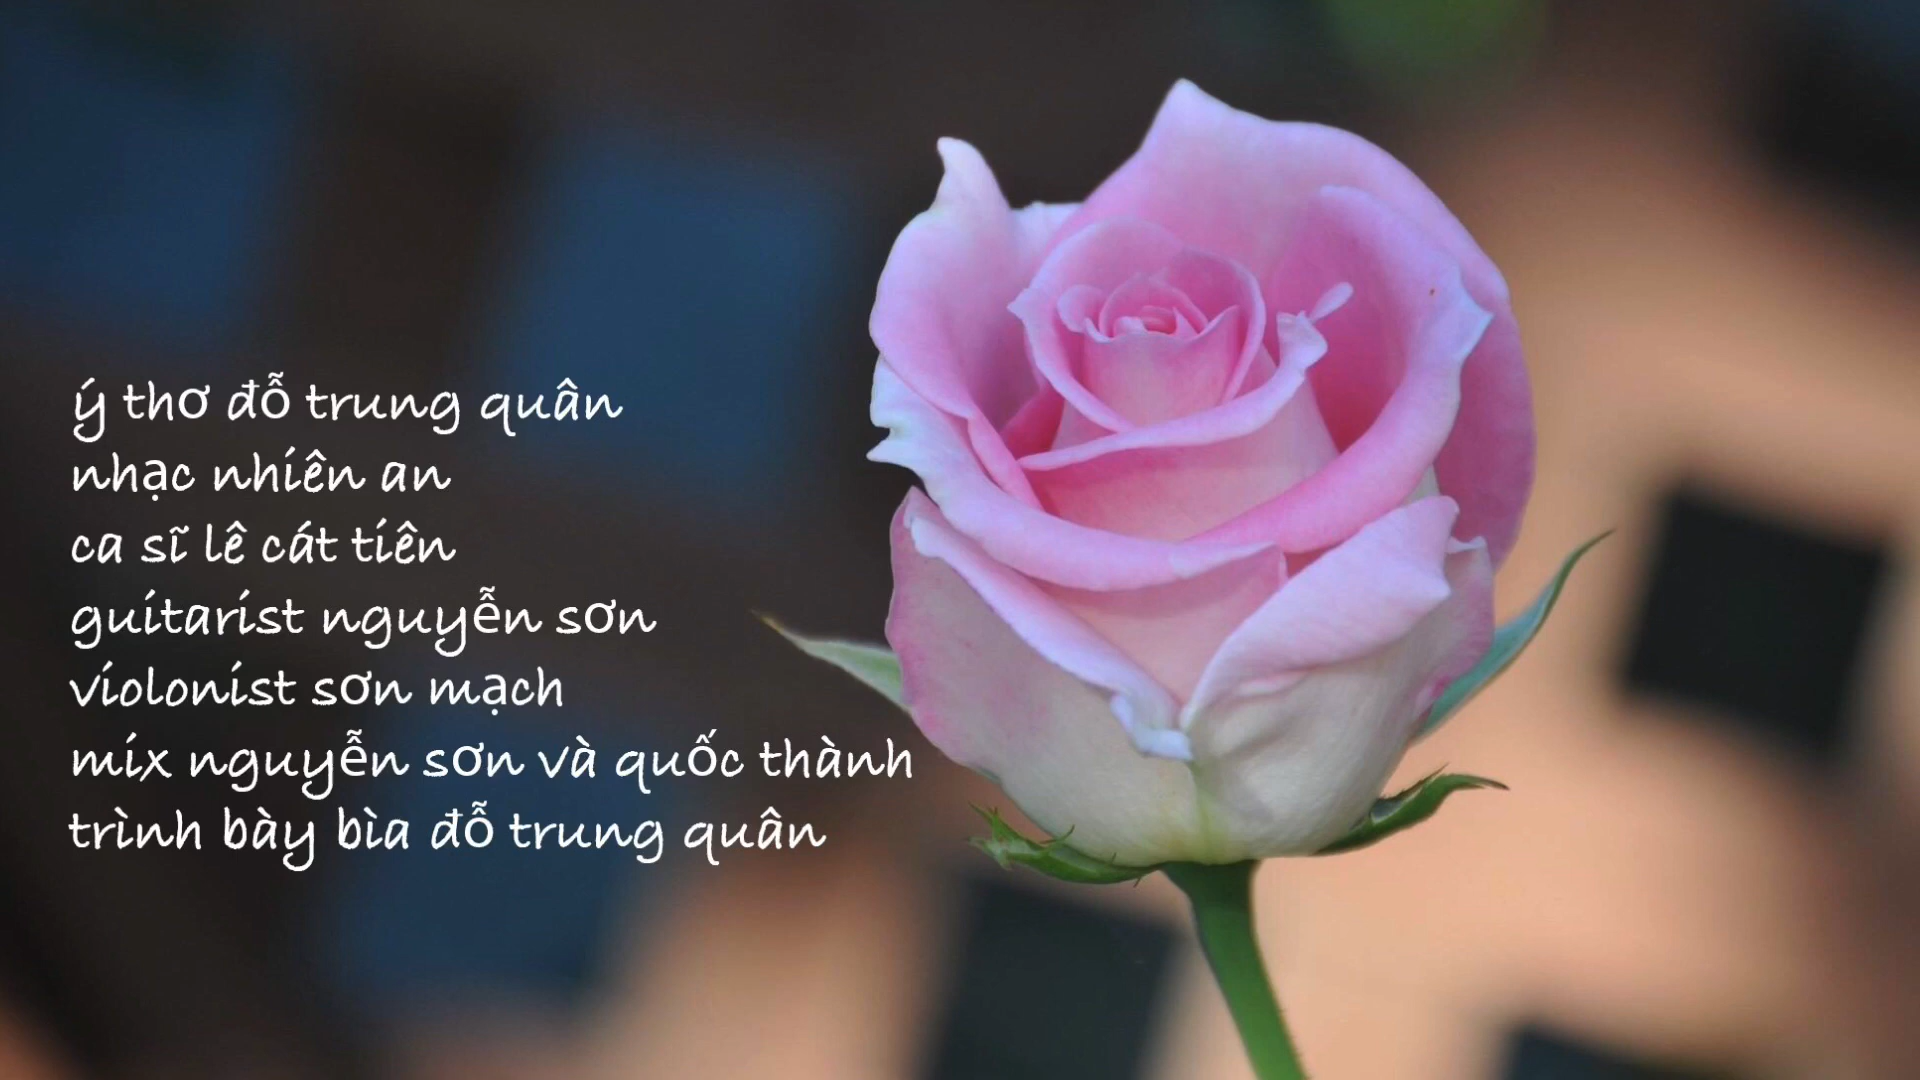 ý thơ đỗ trung quân
nhạc nhiên an
ca sĩ lê cát tiên
guitarist nguyễn sơn
violonist sơn mạch
mix nguyễn sơn và quốc thành
trình bày bìa đỗ trung quân